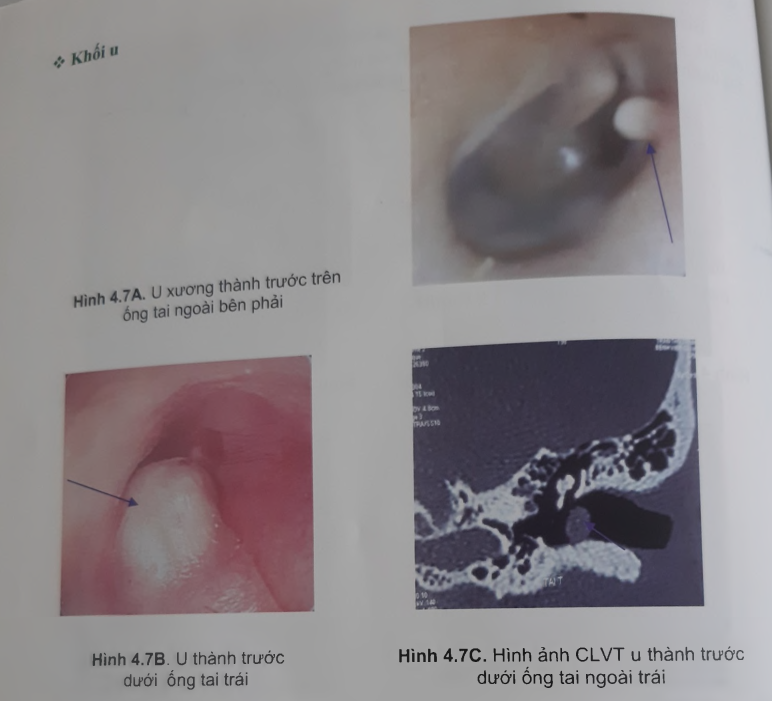 ❖ Khối u
Hình 4.7A. U xương thành trước trên
ống tai ngoài bên phải
Hình 4.7B. U thành trước
dưới ống tai trái
Hình 4.7C. Hình ảnh CLVT u thành trước
dưới ống tai ngoài trái